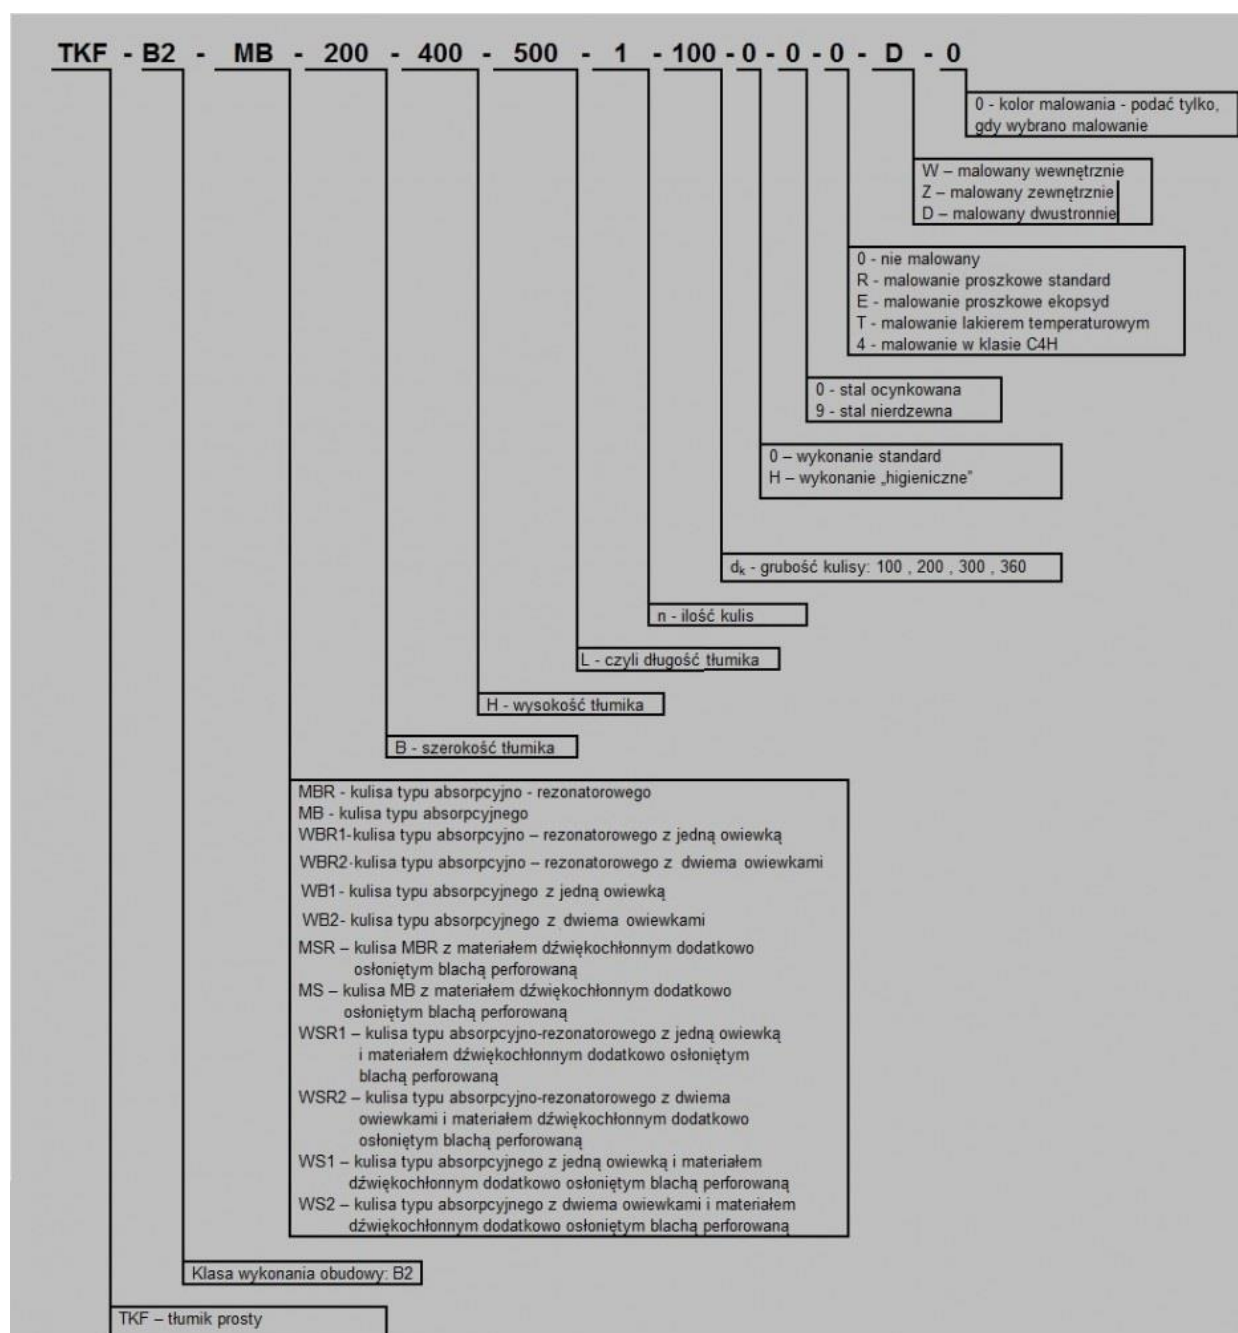 TKF - B2 - MB - 200 - 400 - 500 - 1 - 100 - 0 - 0 - 0 - D - 0
0 - kolor malowania - podać tylko,
gdy wybrano malowanie
W – malowany wewnętrznie
Z – malowany zewnętrznie
D – malowany dwustronnie
0 - nie malowany
R - malowanie proszkowe standard
E - malowanie proszkowe ekopsyd
T - malowanie lakierem temperaturowym
4 - malowanie w klasie C4H
0 - stal ocynkowana
9 - stal nierdzewna
0 – wykonanie standard
H – wykonanie „higieniczne”
dk - grubość kulisy: 100 , 200 , 300 , 360
n - ilość kulis
L - czyli długość tłumika
H - wysokość tłumika
B - szerokość tłumika
MBR - kulisa typu absorpcyjno - rezonatorowego
MB - kulisa typu absorpcyjnego
WBR1-kulisa typu absorpcyjno – rezonatorowego z jedną owiewką
WBR2-kulisa typu absorpcyjno – rezonatorowego z dwiema owiewkami
WB1- kulisa typu absorpcyjnego z jedną owiewką
WB2- kulisa typu absorpcyjnego z dwiema owiewkami
MSR – kulisa MBR z materiałem dźwiękochłonnym dodatkowo
osłoniętym blachą perforowaną
MS – kulisa MB z materiałem dźwiękochłonnym dodatkowo
osłoniętym blachą perforowaną
WSR1 – kulisa typu absorpcyjno-rezonatorowego z jedną owiewką
i materiałem dźwiękochłonnym dodatkowo osłoniętym
blachą perforowaną
WSR2 – kulisa typu absorpcyjno-rezonatorowego z dwiema
owiewkami i materiałem dźwiękochłonnym dodatkowo
osłoniętym blachą perforowaną
WS1 – kulisa typu absorpcyjnego z jedną owiewką i materiałem
dźwiękochłonnym dodatkowo osłoniętym blachą perforowaną
WS2 – kulisa typu absorpcyjnego z dwiema owiewkami i materiałem
dźwiękochłonnym dodatkowo osłoniętym blachą perforowaną
Klasa wykonania obudowy: B2
TKF – tłumik prosty